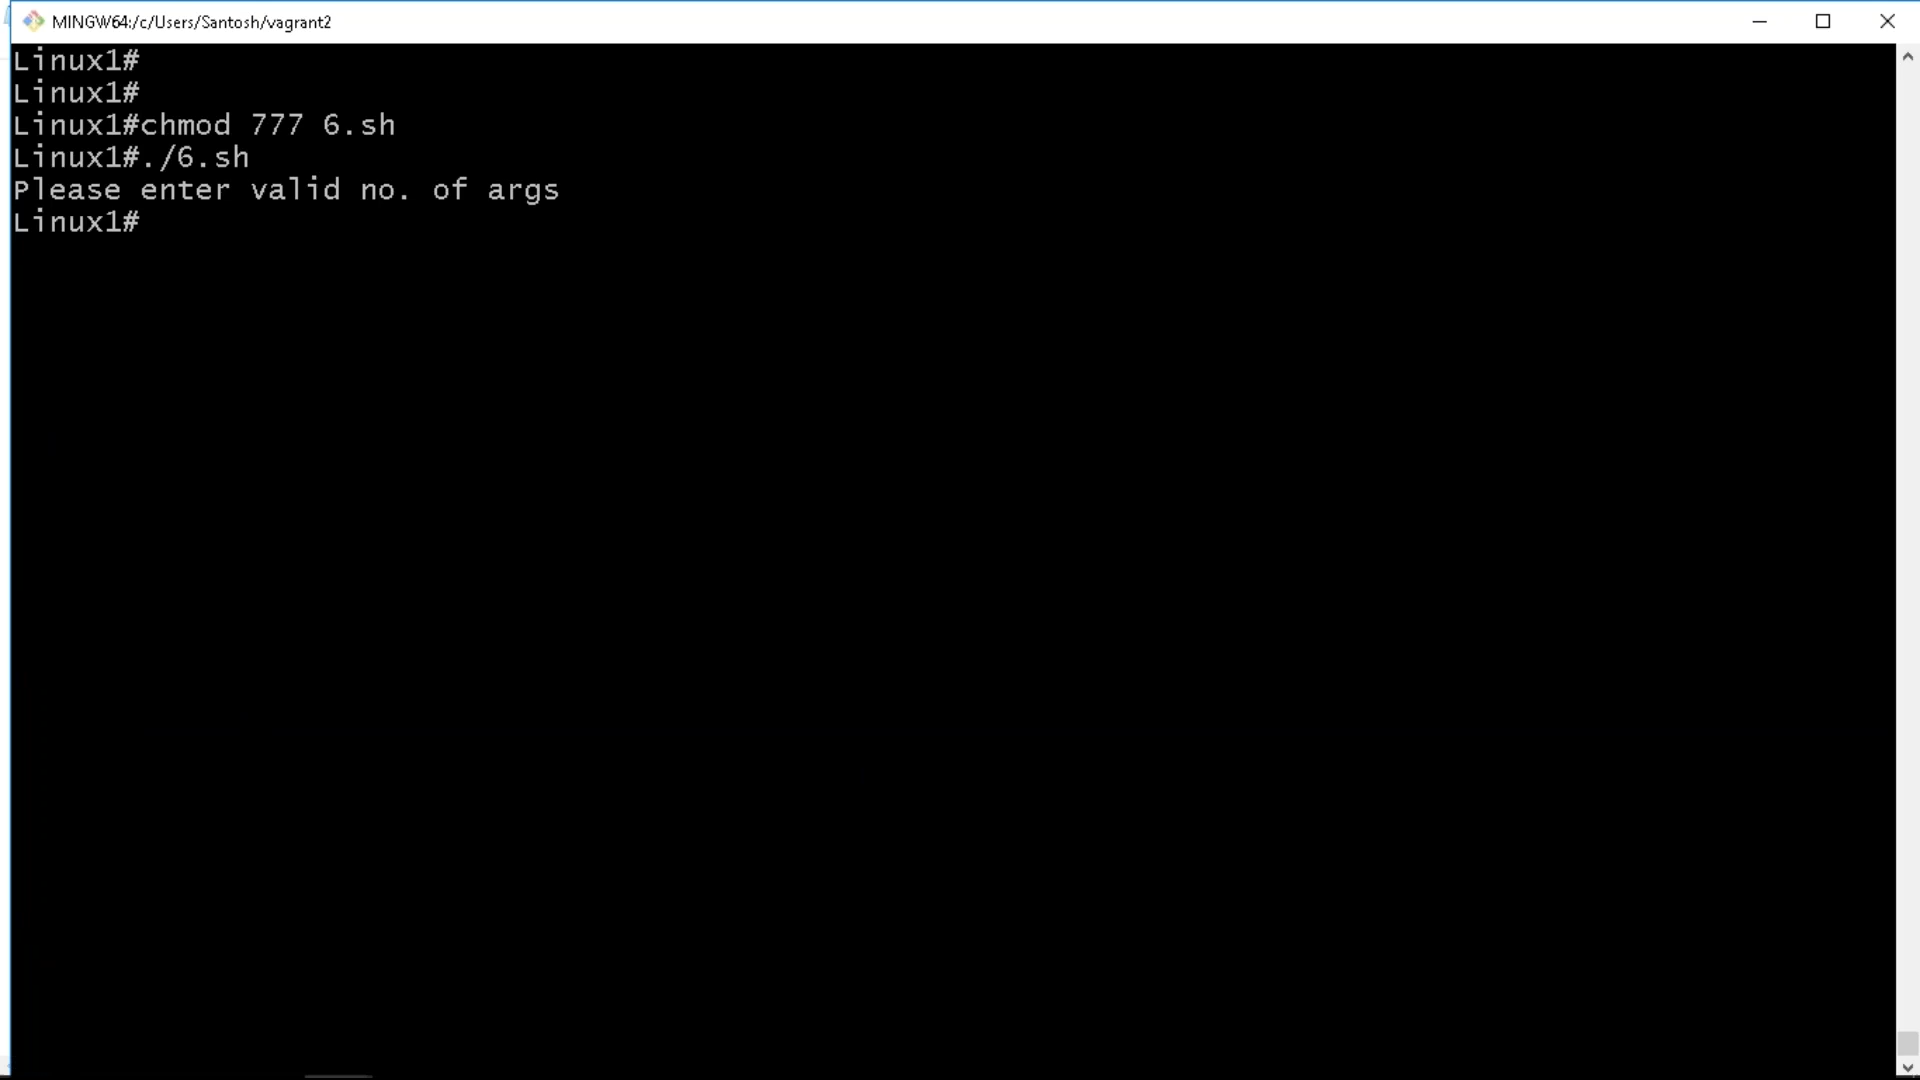 MINGW64:/c/Users/Santosh/vagrant2
Linux1#
Linux1#
Linux1#chmod 777 6.sh
Linux1#./6.sh
Please enter valid no. of args
Linux1#